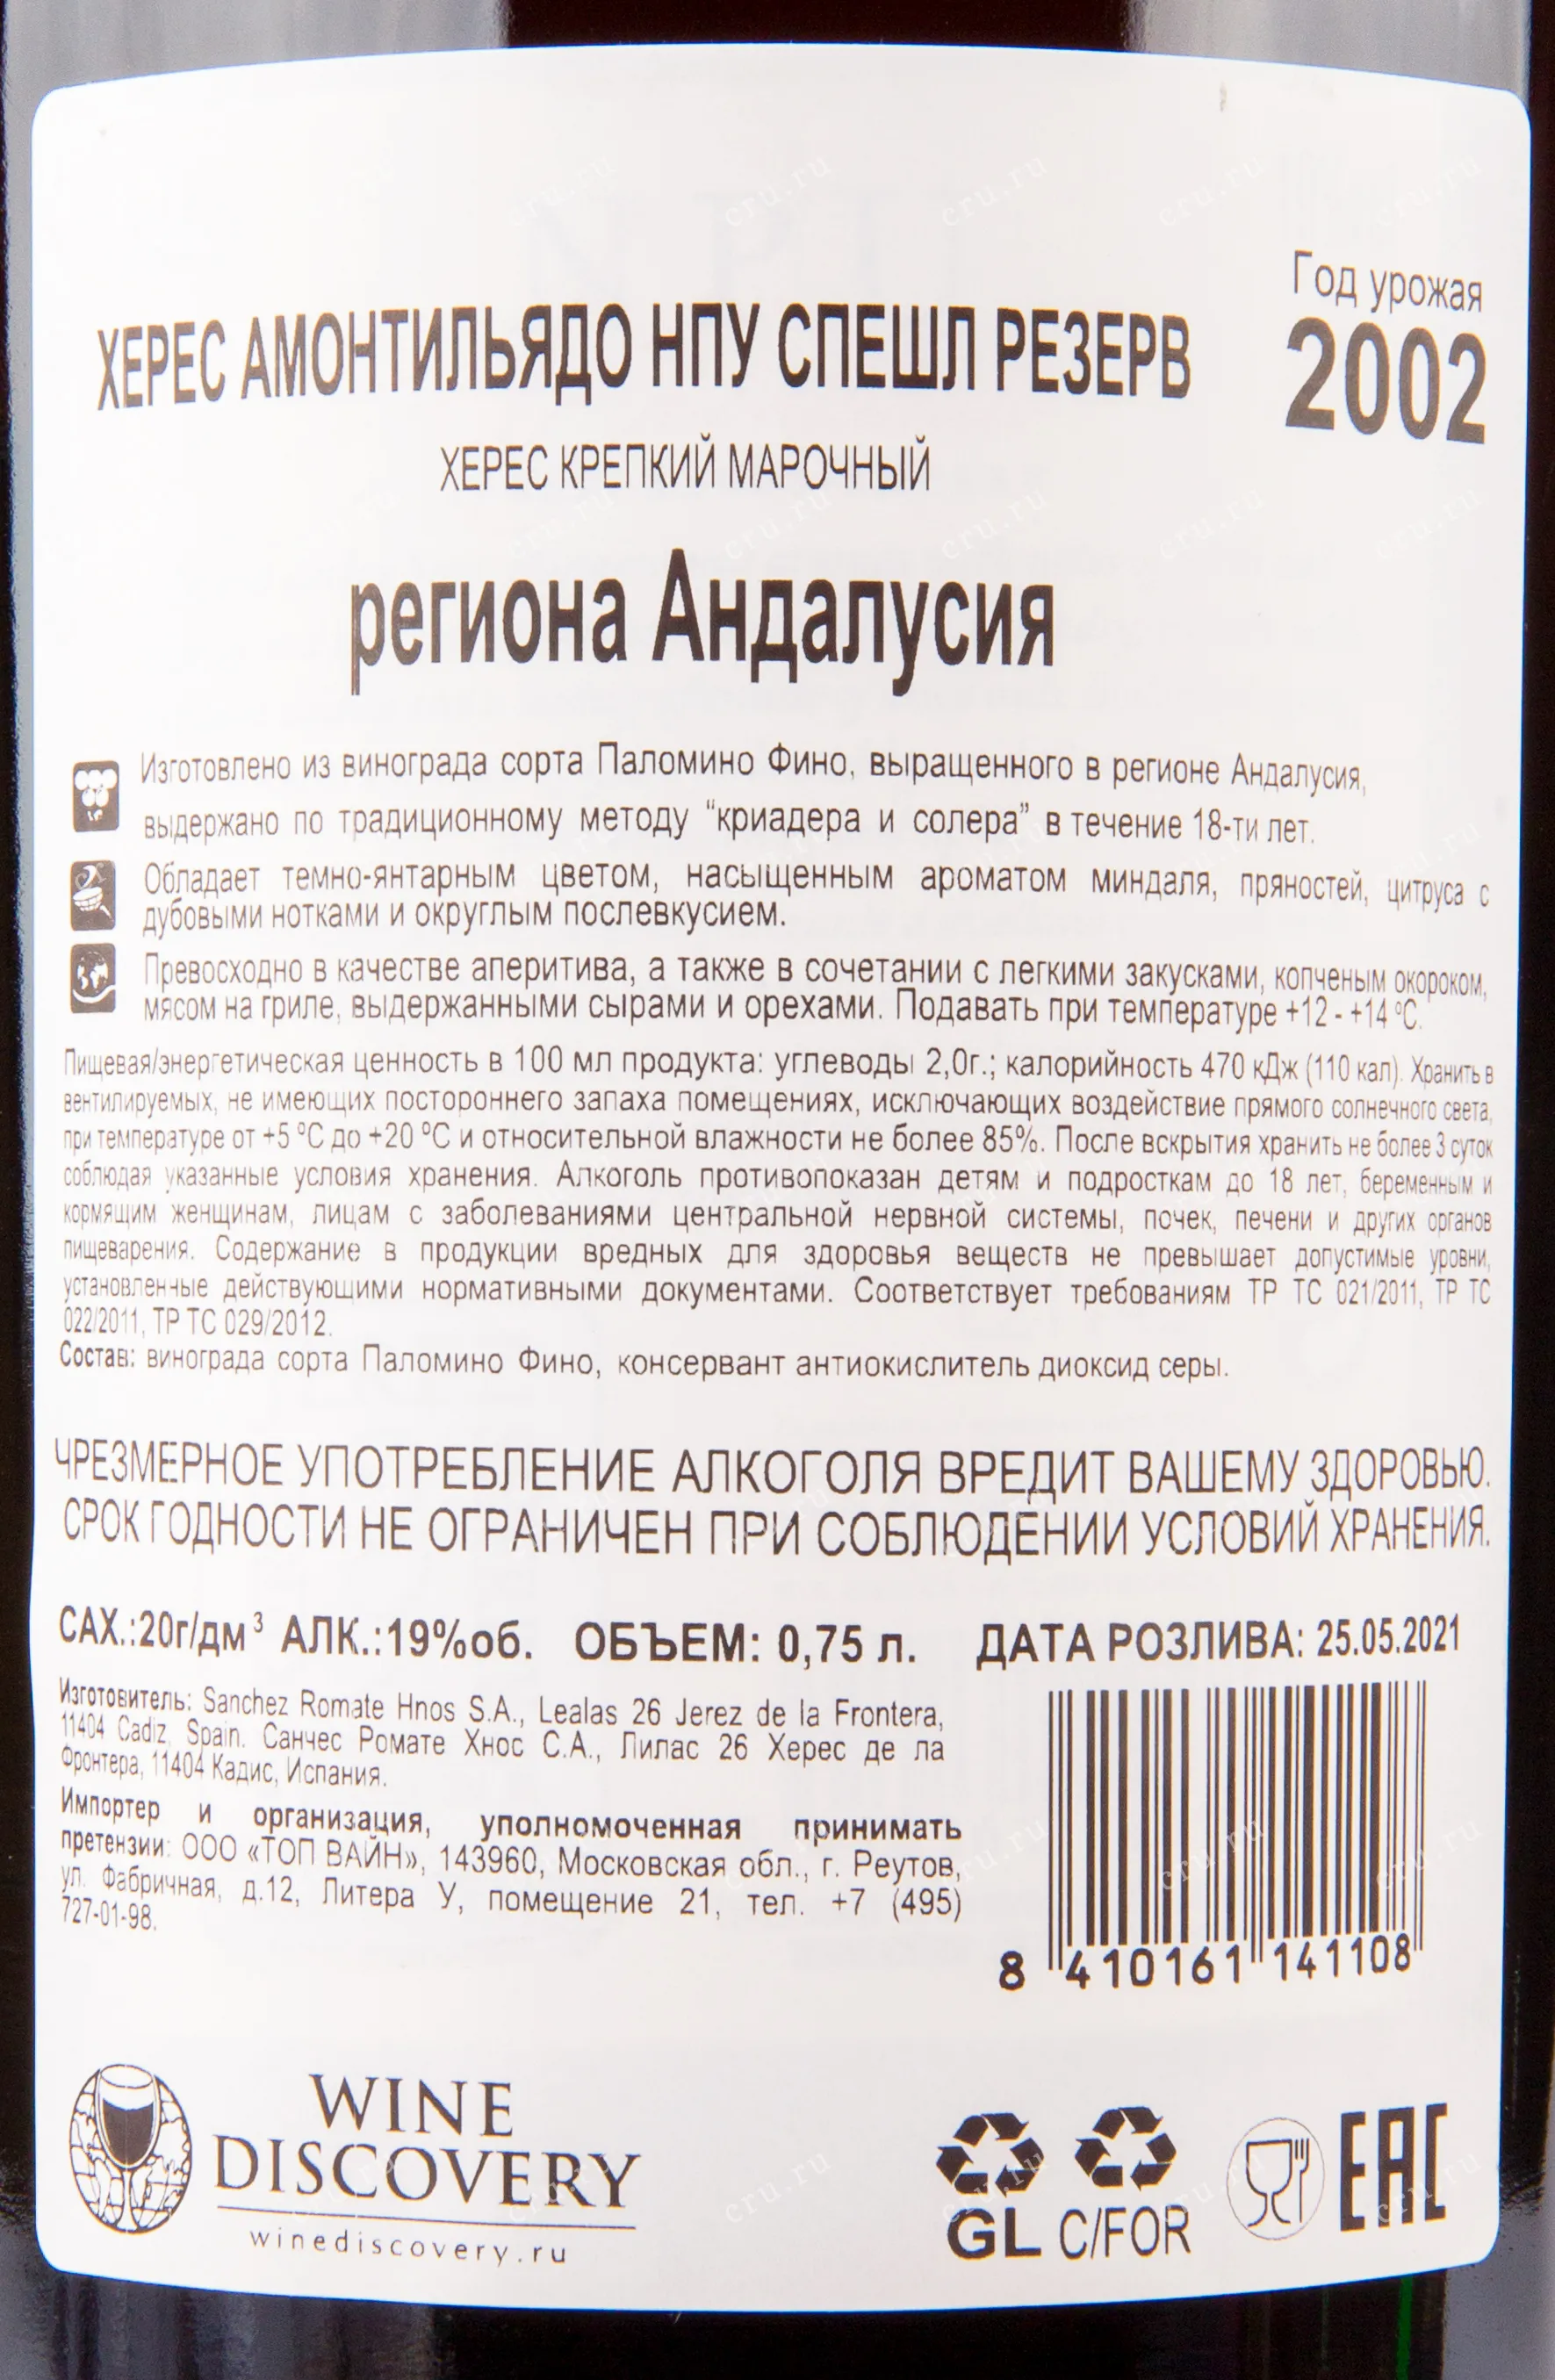 Год урожая
2002
ХЕРЕС АМОНТИЛЬЯДО НПУ СПЕШЛ РЕЗЕРВ
ХЕРЕС КРЕПКИЙ МАРОЧНЫЙ
региона Андалусия
Изготовлено из винограда сорта Паломино Фино, выращенного в регионе Андалусия,
выдержано по традиционному методу “криадера и солера” в течение 18-ти лет.
Обладает темно-янтарным цветом, насыщенным ароматом миндаля, пряностей, цитруса с
дубовыми нотками и округлым послевкусием.
Превосходно в качестве аперитива, а также в сочетании с легкими закусками, копченым окороком,
мясом на гриле, выдержанными сырами и орехами. Подавать при температуре +12 - +14 ºС.
Пищевая/энергетическая ценность в 100 мл продукта: углеводы 2,0г.; калорийность 470 кДж (110 кал). Хранить в
вентилируемых, не имеющих постороннего запаха помещениях, исключающих воздействие прямого солнечного света,
при температуре от +5 ºС до +20 ºС и относительной влажности не более 85%. После вскрытия хранить не более 3 суток
соблюдая указанные условия хранения. Алкоголь противопоказан детям и подросткам до 18 лет, беременным и
кормящим женщинам, лицам с заболеваниями центральной нервной системы, почек, печени и других органов
пищеварения. Содержание в продукции вредных для здоровья веществ не превышает допустимые уровни,
установленные действующими нормативными документами. Соответствует требованиям ТР ТС 021/2011, ТР ТС
022/2011, ТР ТС 029/2012.
Состав: винограда сорта Паломино Фино, консервант антиокислитель диоксид серы.
ЧРЕЗМЕРНОЕ УПОТРЕБЛЕНИЕ АЛКОГОЛЯ ВРЕДИТ ВАШЕМУ ЗДОРОВЬЮ.
СРОК ГОДНОСТИ НЕ ОГРАНИЧЕН ПРИ СОБЛЮДЕНИИ УСЛОВИЙ ХРАНЕНИЯ.
САХ.:20г/дм³ АЛК.:19%об. ОБЪЕМ: 0,75 л. ДАТА РОЗЛИВА: 25.05.2021
Изготовитель: Sanchez Romate Hnos S.A., Lealas 26 Jerez de la Frontera,
11404 Cadiz, Spain. Санчес Ромате Хнос С.А., Лилас 26 Херес де ла
Фронтера, 11404 Кадис, Испания.
Импортер и организация, уполномоченная принимать
претензии: ООО «ТОП ВАЙН», 143960, Московская обл., г. Реутов,
ул. Фабричная, д.12, Литера У, помещение 21, тел. +7 (495)
727-01-98.
8 410161 141108
WINE
DISCOVERY
winediscovery.ru
GL C/FOR
EAC
cru.ru